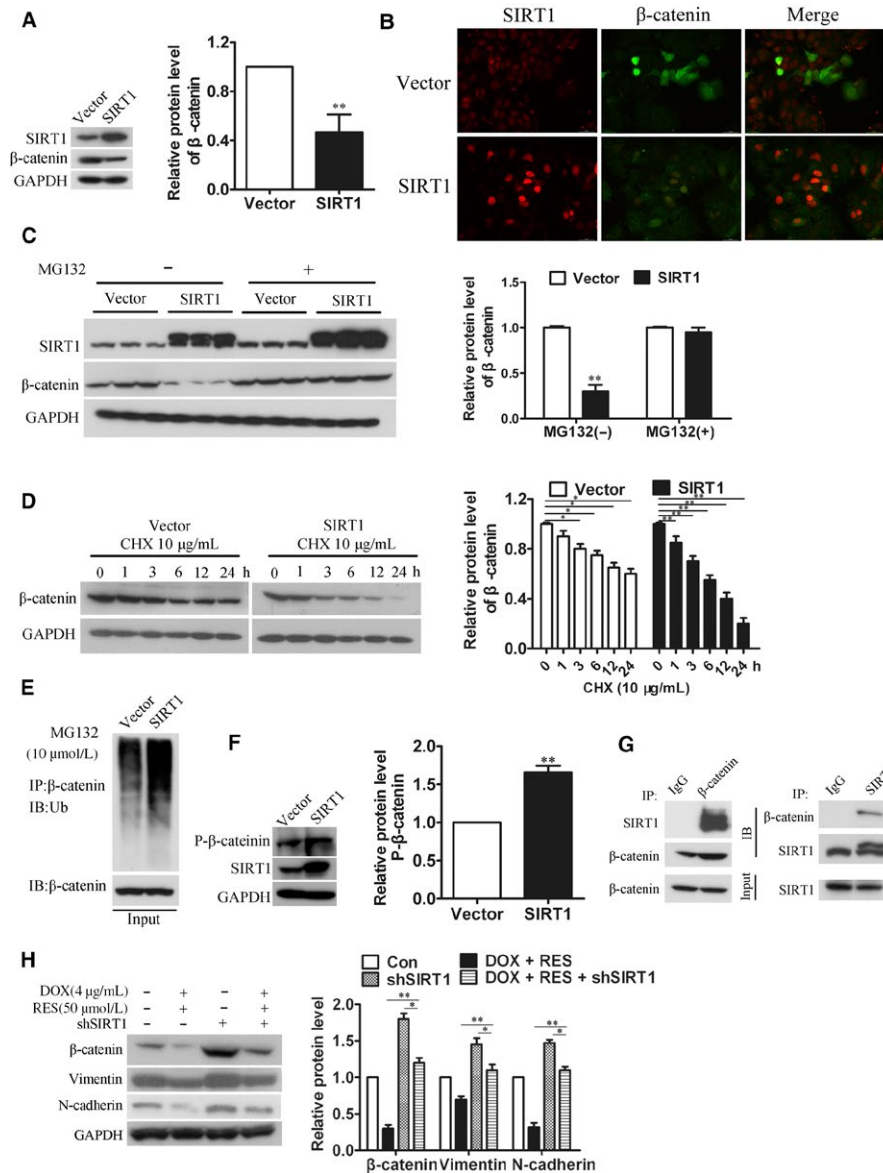 A
Vector
SIRT1
SIRT1
β-catenin
GAPDH
Relative protein level
of β -catenin
1.2
0.8
0.4
0.0
**
Vector
SIRT1
B
SIRT1
β-catenin
Merge
Vector
SIRT1
C
MG132
−
+
Vector
SIRT1
Vector
SIRT1
SIRT1
β-catenin
GAPDH
Vector
SIRT1
Relative protein level
of β -catenin
1.5
1.0
0.5
0.0
**
MG132(−)
MG132(+)
D
Vector
CHX 10 μg/mL
SIRT1
CHX 10 μg/mL
0 1 3 6 12 24
0 1 3 6 12 24 h
β-catenin
GAPDH
Vector
SIRT1
Relative protein level
of β -catenin
1.2
0.8
0.4
0.0
* * * *
** ** ** ** **
0 1 3 6 12 24
0 1 3 6 12 24 h
CHX (10 μg/mL)
E
Vector
SIRT1
MG132
(10 μmol/L)
IP:β-catenin
IB:Ub
IB:β-catenin
Input
F
Vector
SIRT1
P-β-cateinin
SIRT1
GAPDH
Relative protein level
P-β-catenin
2.0
1.5
1.0
0.5
0.0
**
Vector
SIRT1
G
IP:
IgG
β-catenin
SIRT1
β-catenin
β-catenin
IB
Input
IP:
IgG
SIRT
β-catenin
SIRT1
SIRT1
H
DOX(4 μg/mL) − + − +
RES(50 μmol/L) − + − +
shSIRT1 − − + +
β-catenin
Vimentin
N-cadherin
GAPDH
Con
DOX + RES
shSIRT1
DOX + RES + shSIRT1
Relative protein level
2.0
1.5
1.0
0.5
0.0
**
*
**
*
**
*
β-catenin
Vimentin
N-cadherin